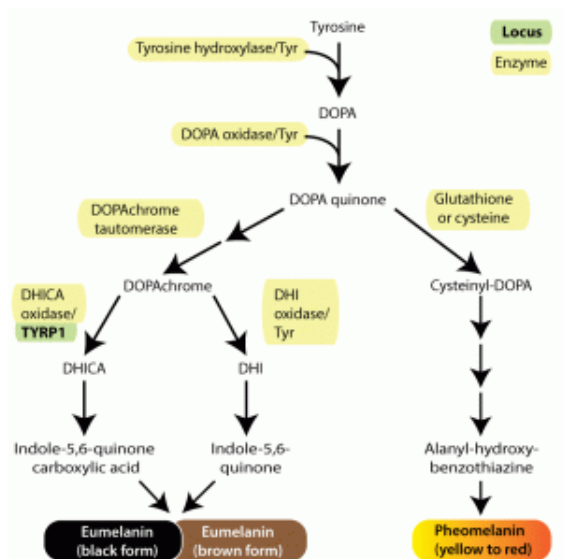 Tyrosine
Locus
Tyrosine hydroxylase/Tyr
Enzyme
DOPA
DOPA oxidase/Tyr
DOPA quinone
Glutathione
or cysteine
DOPAchrome
tautomerase
DOPAchrome
Cysteinyl-DOPA
DHICA
oxidase/
TYRP1
DHI
oxidase/
Tyr
DHICA
DHI
Indole-5,6-quinone
carboxylic acid
Indole-5,6-
quinone
Alanyl-hydroxy-
benzothiazine
Eumelanin
(black form)
Eumelanin
(brown form)
Pheomelanin
(yellow to red)